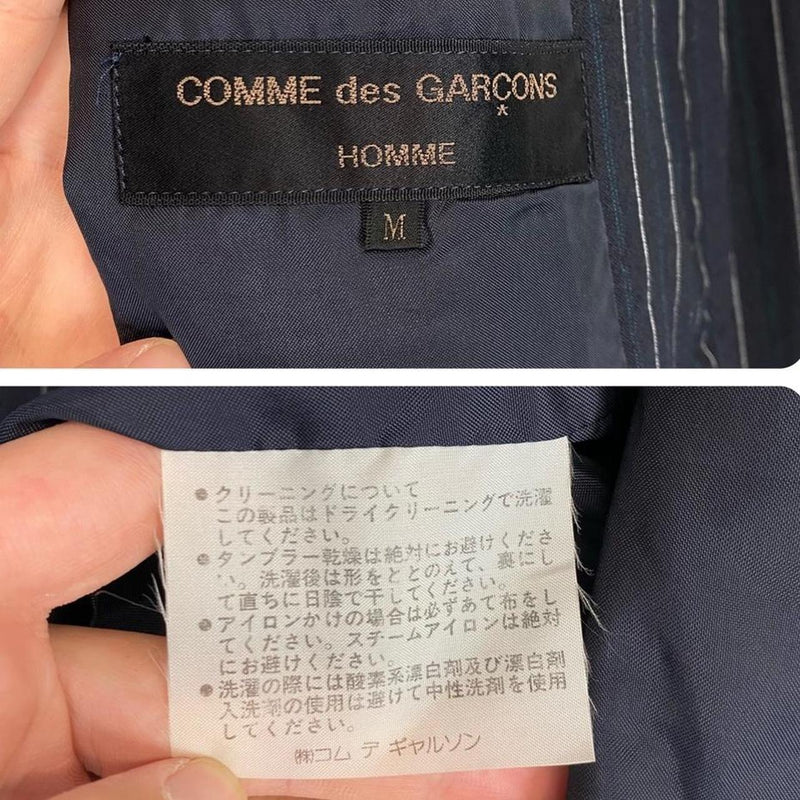 COMME des GARÇONS
*
HOMME
M
●クリーニングについて
この製品はドライクリーニングで洗濯
してください。
●タンブラー乾燥は絶対にお避けくださ
い。洗濯後は形をととのえて、裏にし
て直ちに日陰で干してください。
●アイロンかけの場合は必ずあて布をし
てください。スチームアイロンは絶対
にお避けください。
●洗濯の際には酸素系漂白剤及び漂白剤
入洗剤の使用は避けて中性洗剤を使用
してください。
㈱コム デ ギャルソン